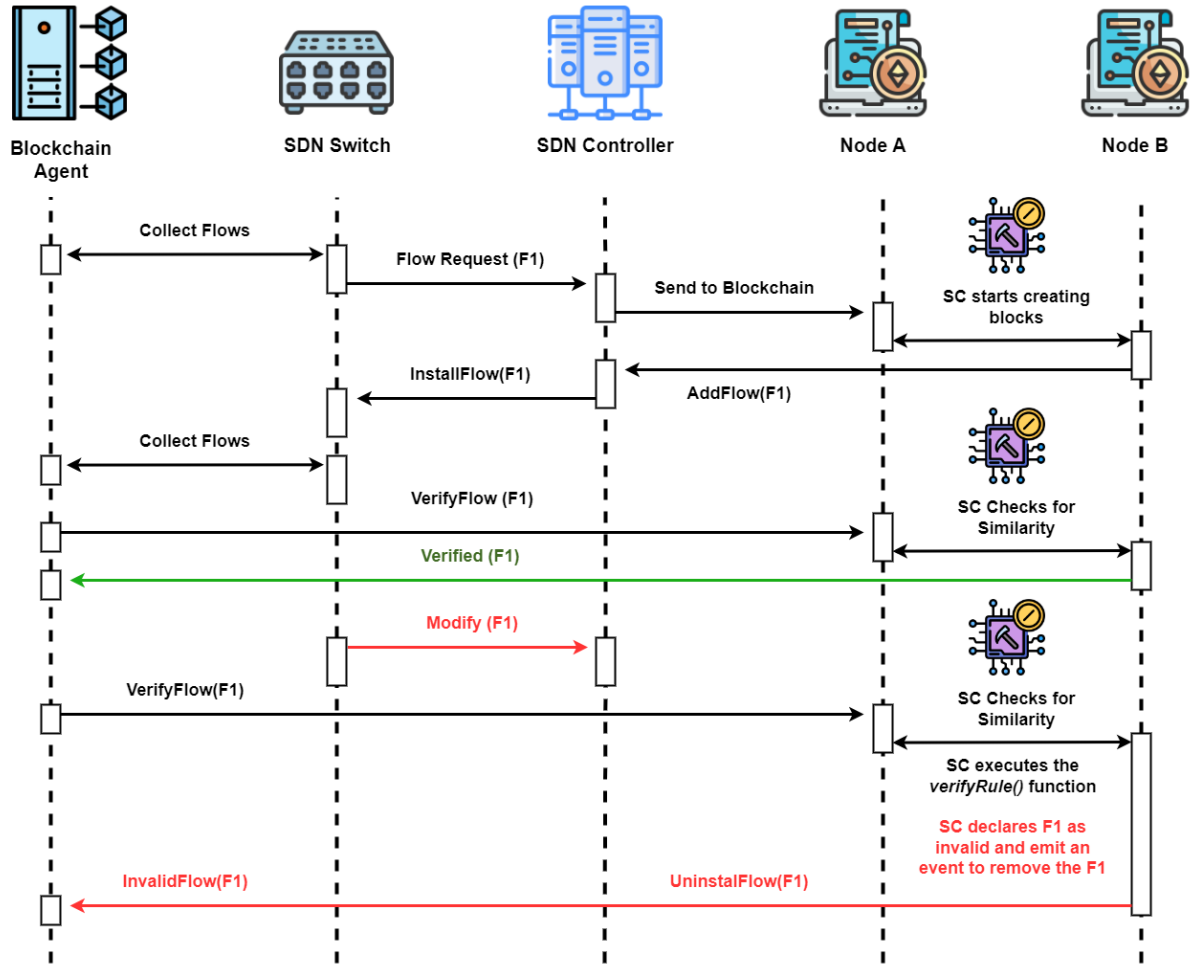 Blockchain
Agent
SDN Switch
SDN Controller
Node A
Node B
Collect Flows
Flow Request (F1)
Send to Blockchain
SC starts creating
blocks
InstallFlow(F1)
AddFlow(F1)
Collect Flows
VerifyFlow (F1)
SC Checks for
Similarity
Verified (F1)
Modify (F1)
VerifyFlow(F1)
SC Checks for
Similarity
SC executes the
verifyRule() function
SC declares F1 as
invalid and emit an
event to remove the F1
InvalidFlow(F1)
UninstalFlow(F1)